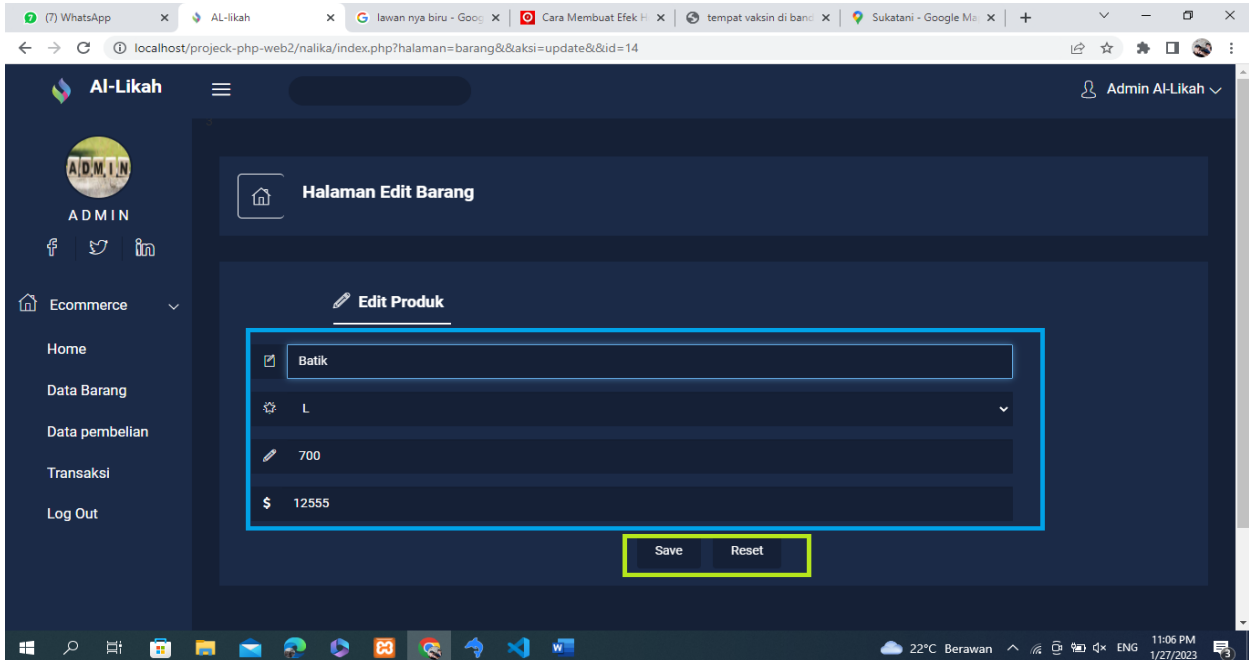 (7) WhatsApp
AL-likah
lawan nya biru - Goog
Cara Membuat Efek H
tempat vaksin di band
Sukatani - Google Ma
localhost/projeck-php-web2/nalika/index.php?halaman=barang&&aksi=update&&id=14
Al-Likah
Admin Al-Likah
ADMIN
ADMIN
Halaman Edit Barang
Ecommerce
Home
Data Barang
Data pembelian
Transaksi
Log Out
Edit Produk
Batik
L
700
$ 12555
Save Reset
22°C Berawan
ENG
11:06 PM
1/27/2023
3